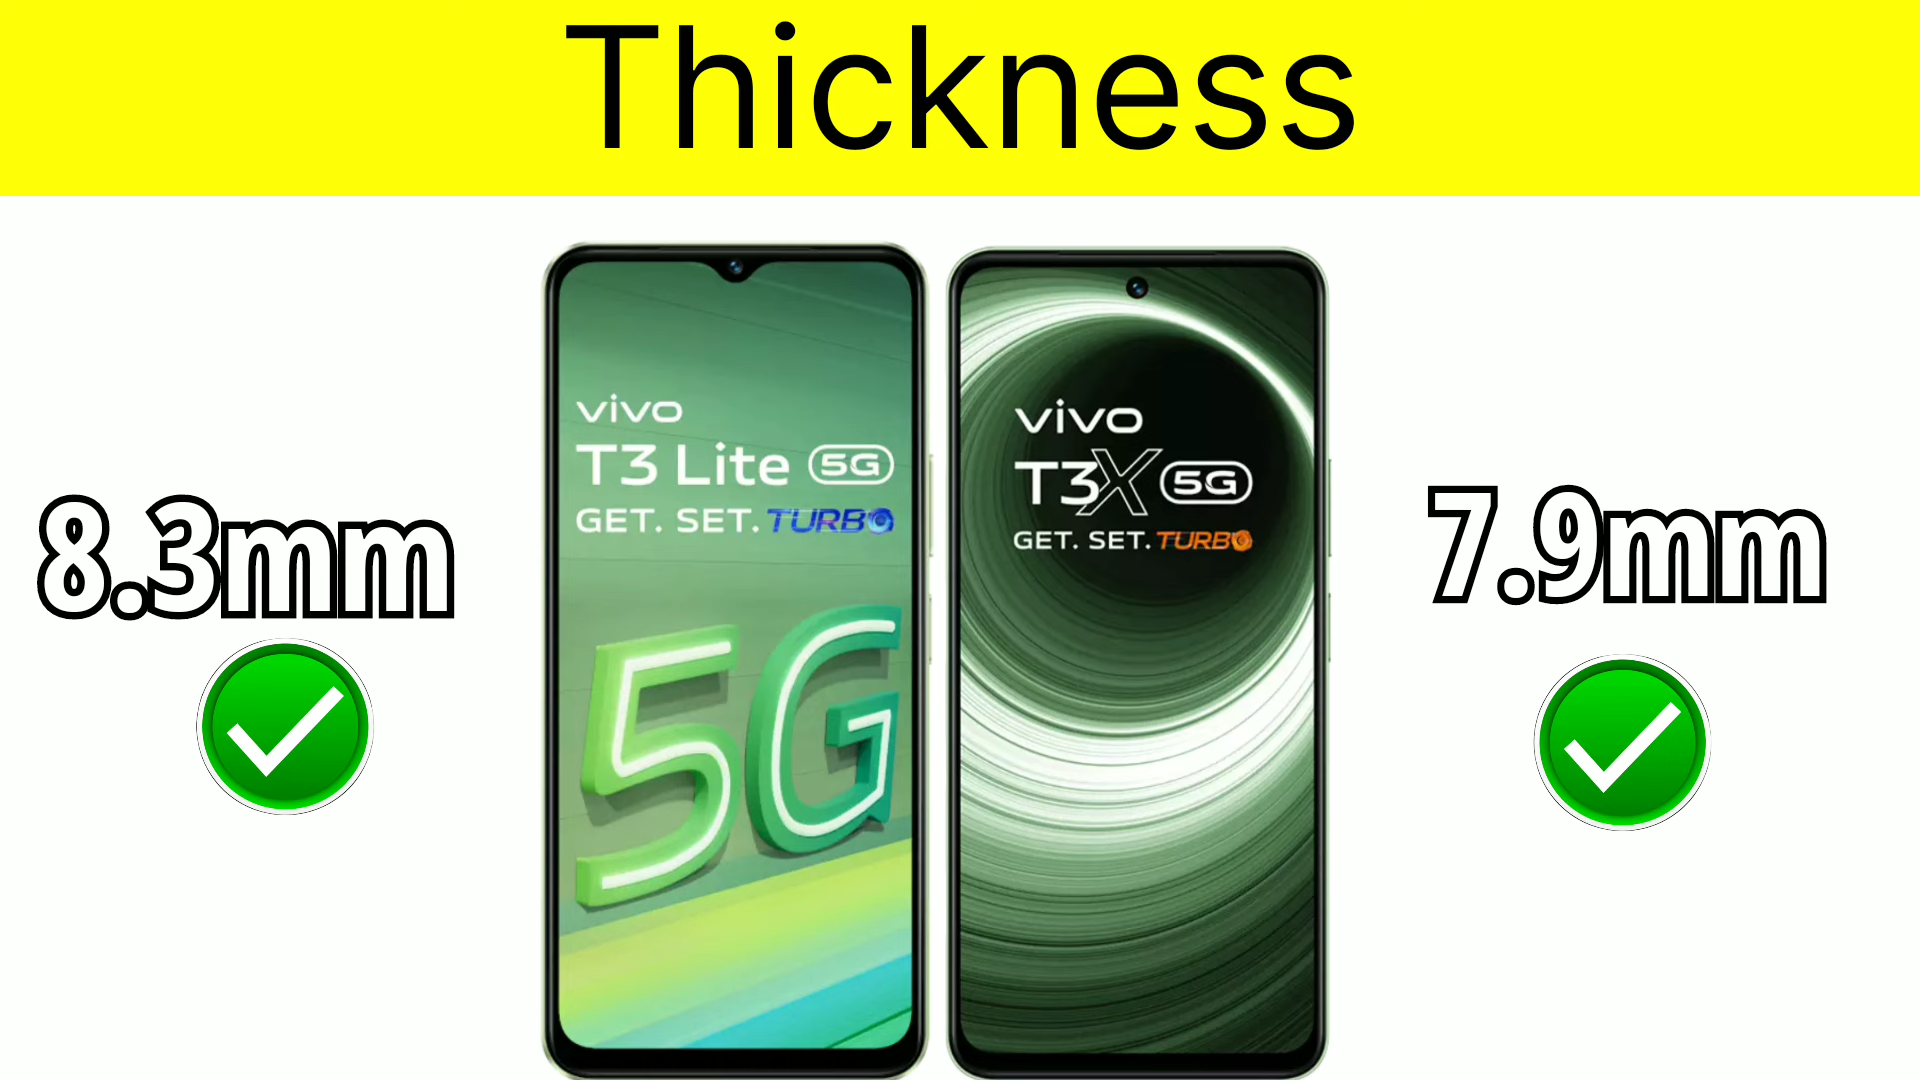 Thickness
8.3mm
vivo
T3 Lite 5G
GET. SET. TURBO
5G
vivo
T3X 5G
GET. SET. TURBO
7.9mm